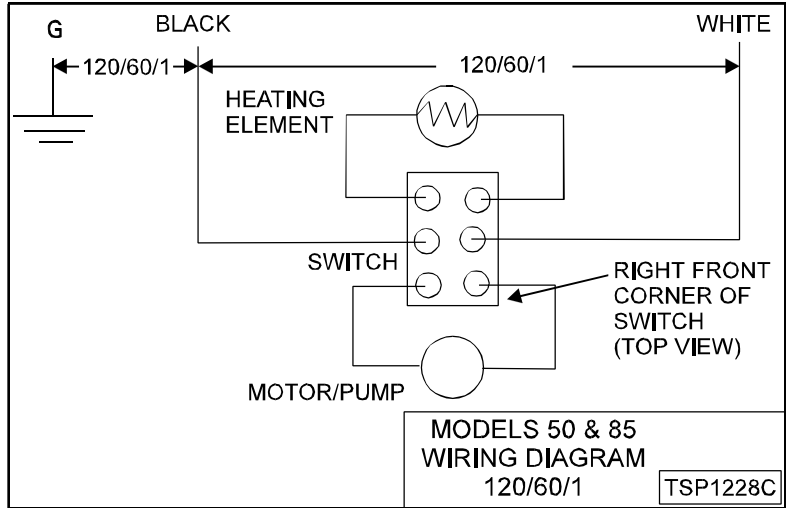 G
BLACK
WHITE
120/60/1
120/60/1
HEATING
ELEMENT
SWITCH
RIGHT FRONT
CORNER OF
SWITCH
(TOP VIEW)
MOTOR/PUMP
MODELS 50 & 85
WIRING DIAGRAM
120/60/1
TSP1228C